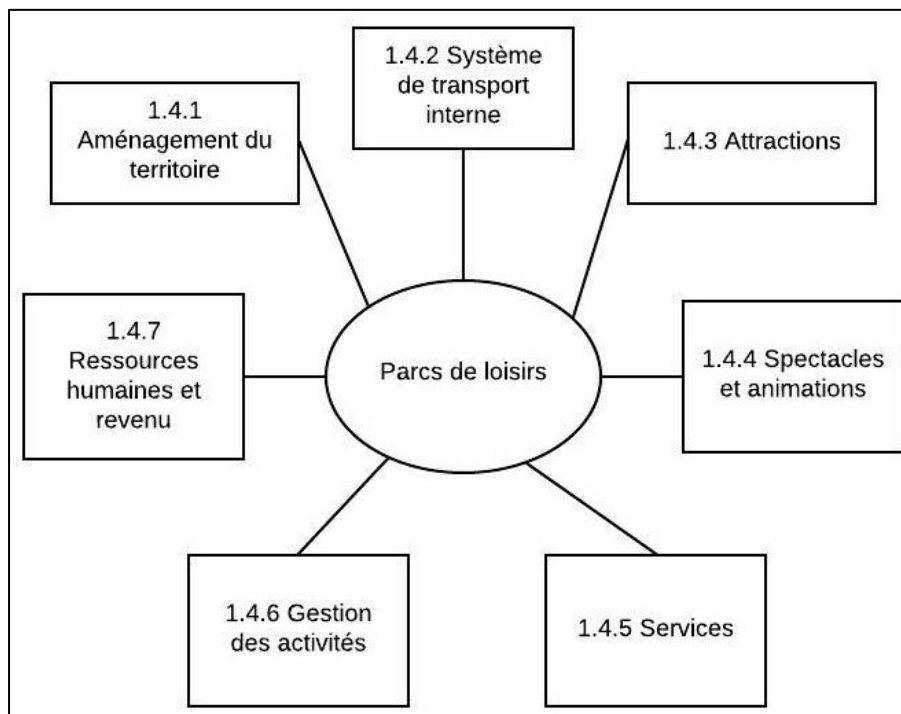 1.4.2 Système
de transport
interne
1.4.1
Aménagement du
territoire
1.4.3 Attractions
1.4.7
Ressources
humaines et
revenu
Parcs de loisirs
1.4.4 Spectacles
et animations
1.4.6 Gestion
des activités
1.4.5 Services